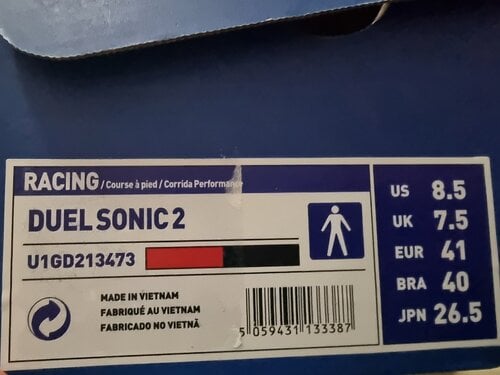 RACING / Course à pied / Corrida Performance
DUEL SONIC 2
U1GD213473
MADE IN VIETNAM
FABRIQUÉ AU VIETNAM
FABRICADO NO VIETNÃ
5 059431 133387
US 8.5
UK 7.5
EUR 41
BRA 40
JPN 26.5